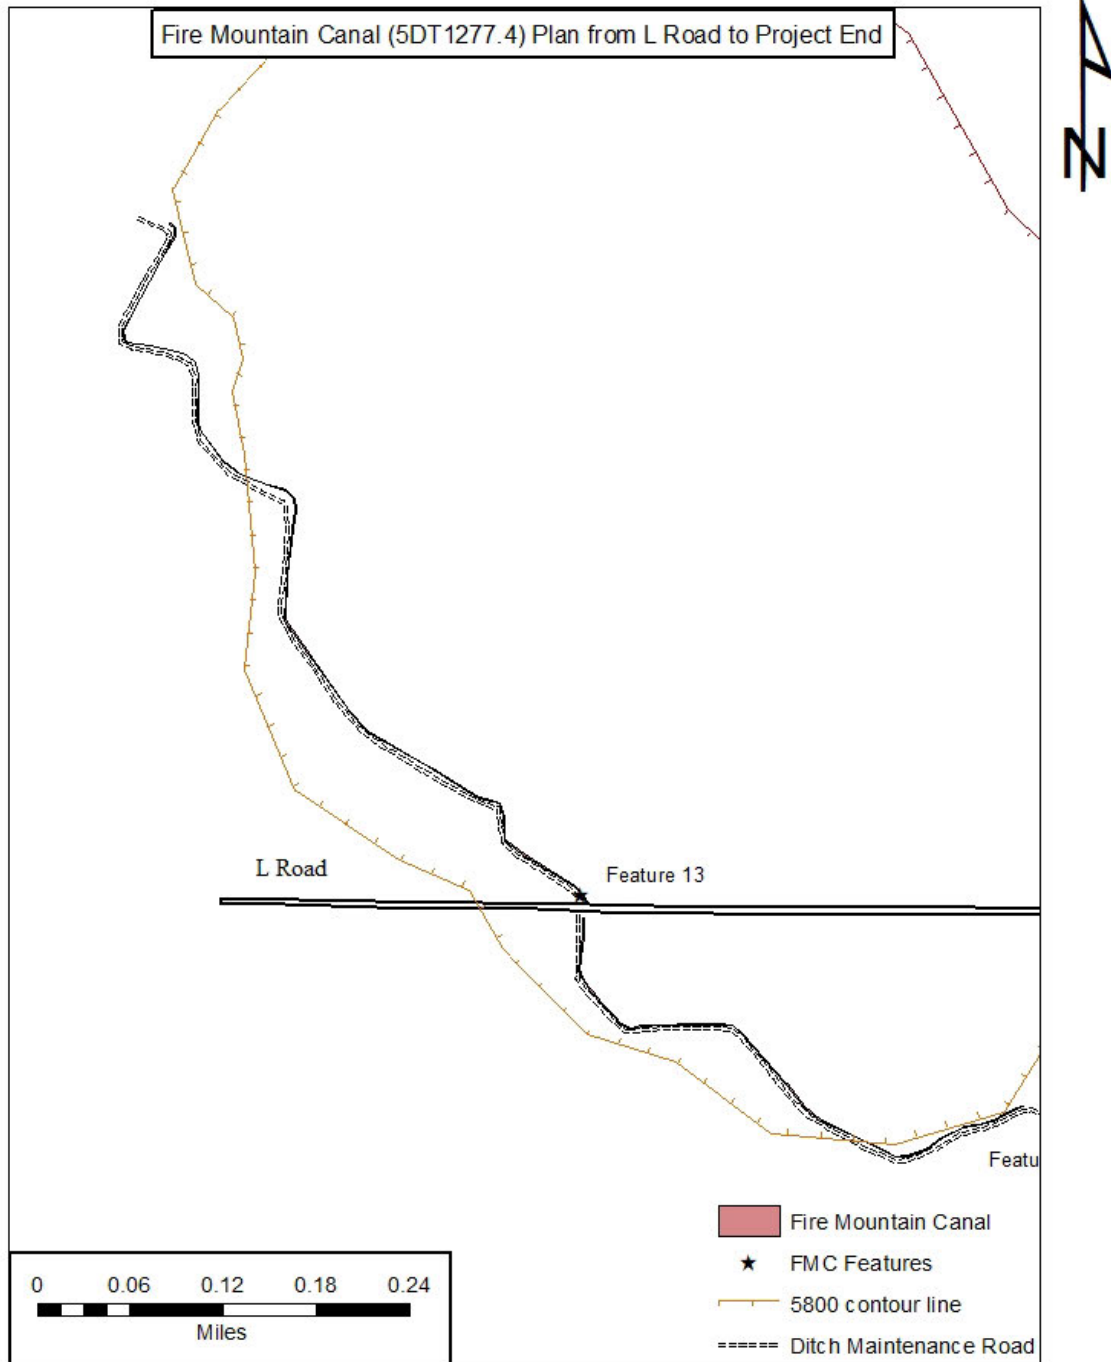 Fire Mountain Canal (5DT1277.4) Plan from L Road to Project End
N
L Road
Feature 13
Featu
Fire Mountain Canal
FMC Features
5800 contour line
Ditch Maintenance Road
0 0.06 0.12 0.18 0.24
Miles